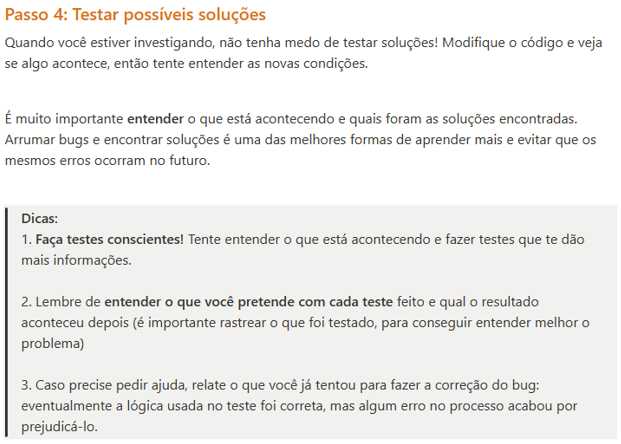 Passo 4: Testar possíveis soluções
Quando você estiver investigando, não tenha medo de testar soluções! Modifique o código e veja
se algo acontece, então tente entender as novas condições.
É muito importante entender o que está acontecendo e quais foram as soluções encontradas.
Arrumar bugs e encontrar soluções é uma das melhores formas de aprender mais e evitar que os
mesmos erros ocorram no futuro.
Dicas:
1. Faça testes conscientes! Tente entender o que está acontecendo e fazer testes que te dão
mais informações.
2. Lembre de entender o que você pretende com cada teste feito e qual o resultado
aconteceu depois (é importante rastrear o que foi testado, para conseguir entender melhor o
problema)
3. Caso precise pedir ajuda, relate o que você já tentou para fazer a correção do bug:
eventualmente a lógica usada no teste foi correta, mas algum erro no processo acabou por
prejudicá-lo.